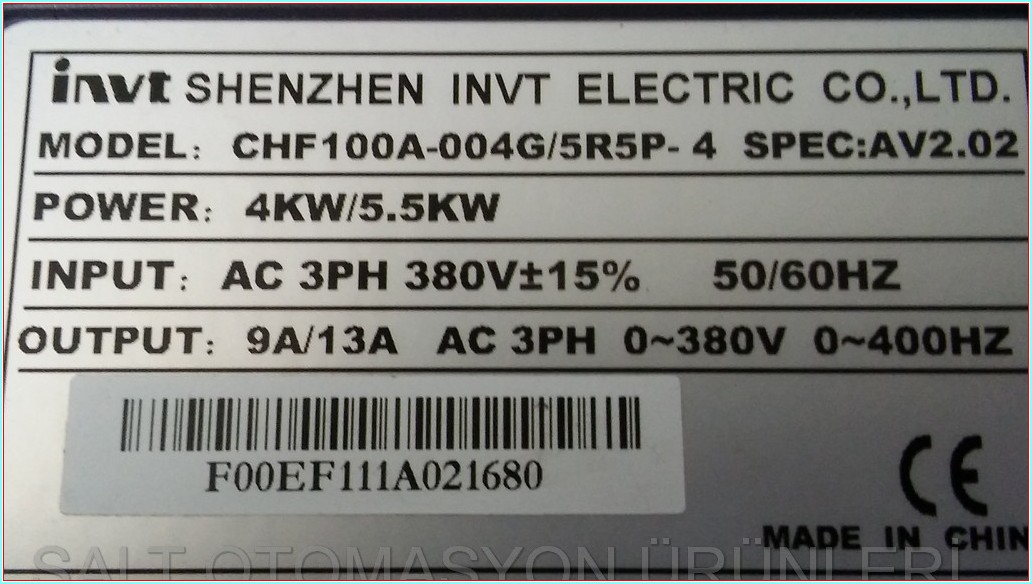 invt SHENZHEN INVT ELECTRIC CO.,LTD.
MODEL: CHF100A-004G/5R5P- 4 SPEC:AV2.02
POWER: 4KW/5.5KW
INPUT: AC 3PH 380V±15% 50/60HZ
OUTPUT: 9A/13A AC 3PH 0~380V 0~400HZ
F00EF111A021680
CE
MADE IN CHIN
SALT OTOMASYON ÜRÜNLERİ